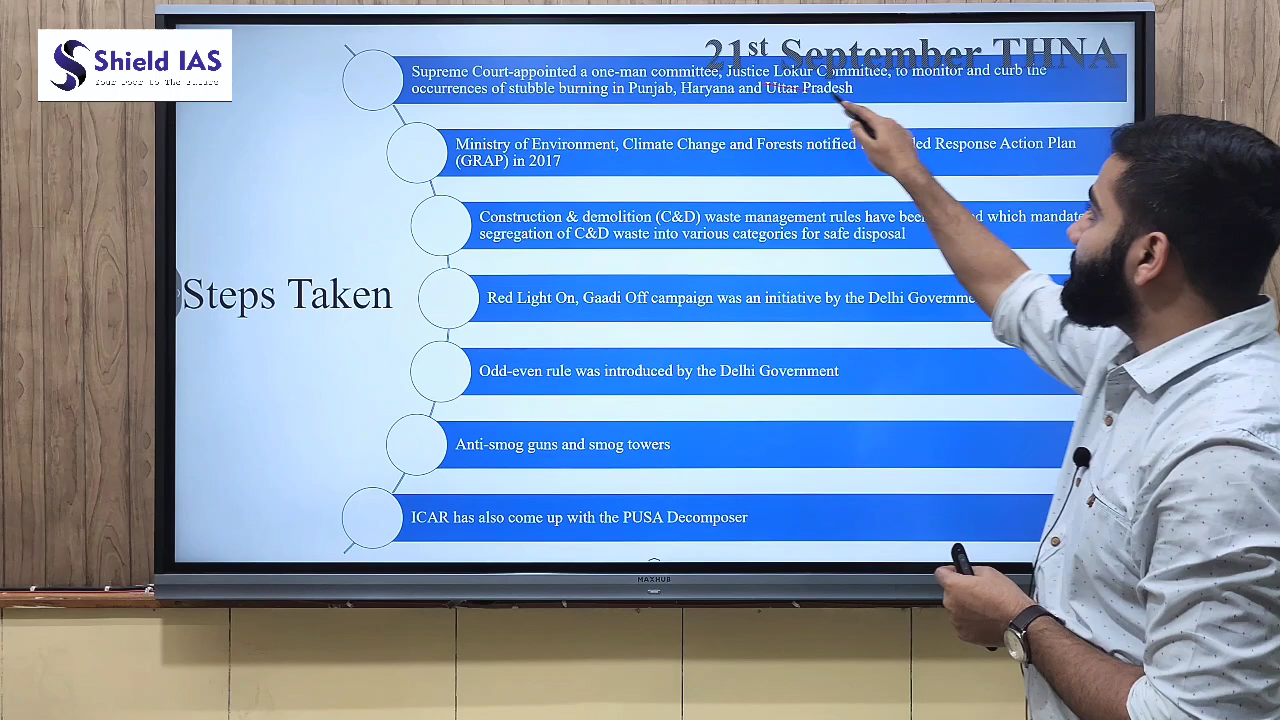 Shield IAS
Your Door to The Future
21st September THNA
Supreme Court-appointed a one-man committee, Justice Lokur Committee, to monitor and curb the
occurrences of stubble burning in Punjab, Haryana and Uttar Pradesh
Ministry of Environment, Climate Change and Forests notified Response Action Plan
(GRAP) in 2017
Construction & demolition (C&D) waste management rules have which mandate
segregation of C&D waste into various categories for safe disposal
Steps Taken
Red Light On, Gaadi Off campaign was an initiative by the Delhi
Odd-even rule was introduced by the Delhi Government
Anti-smog guns and smog towers
ICAR has also come up with the PUSA Decomposer
MAXHUB